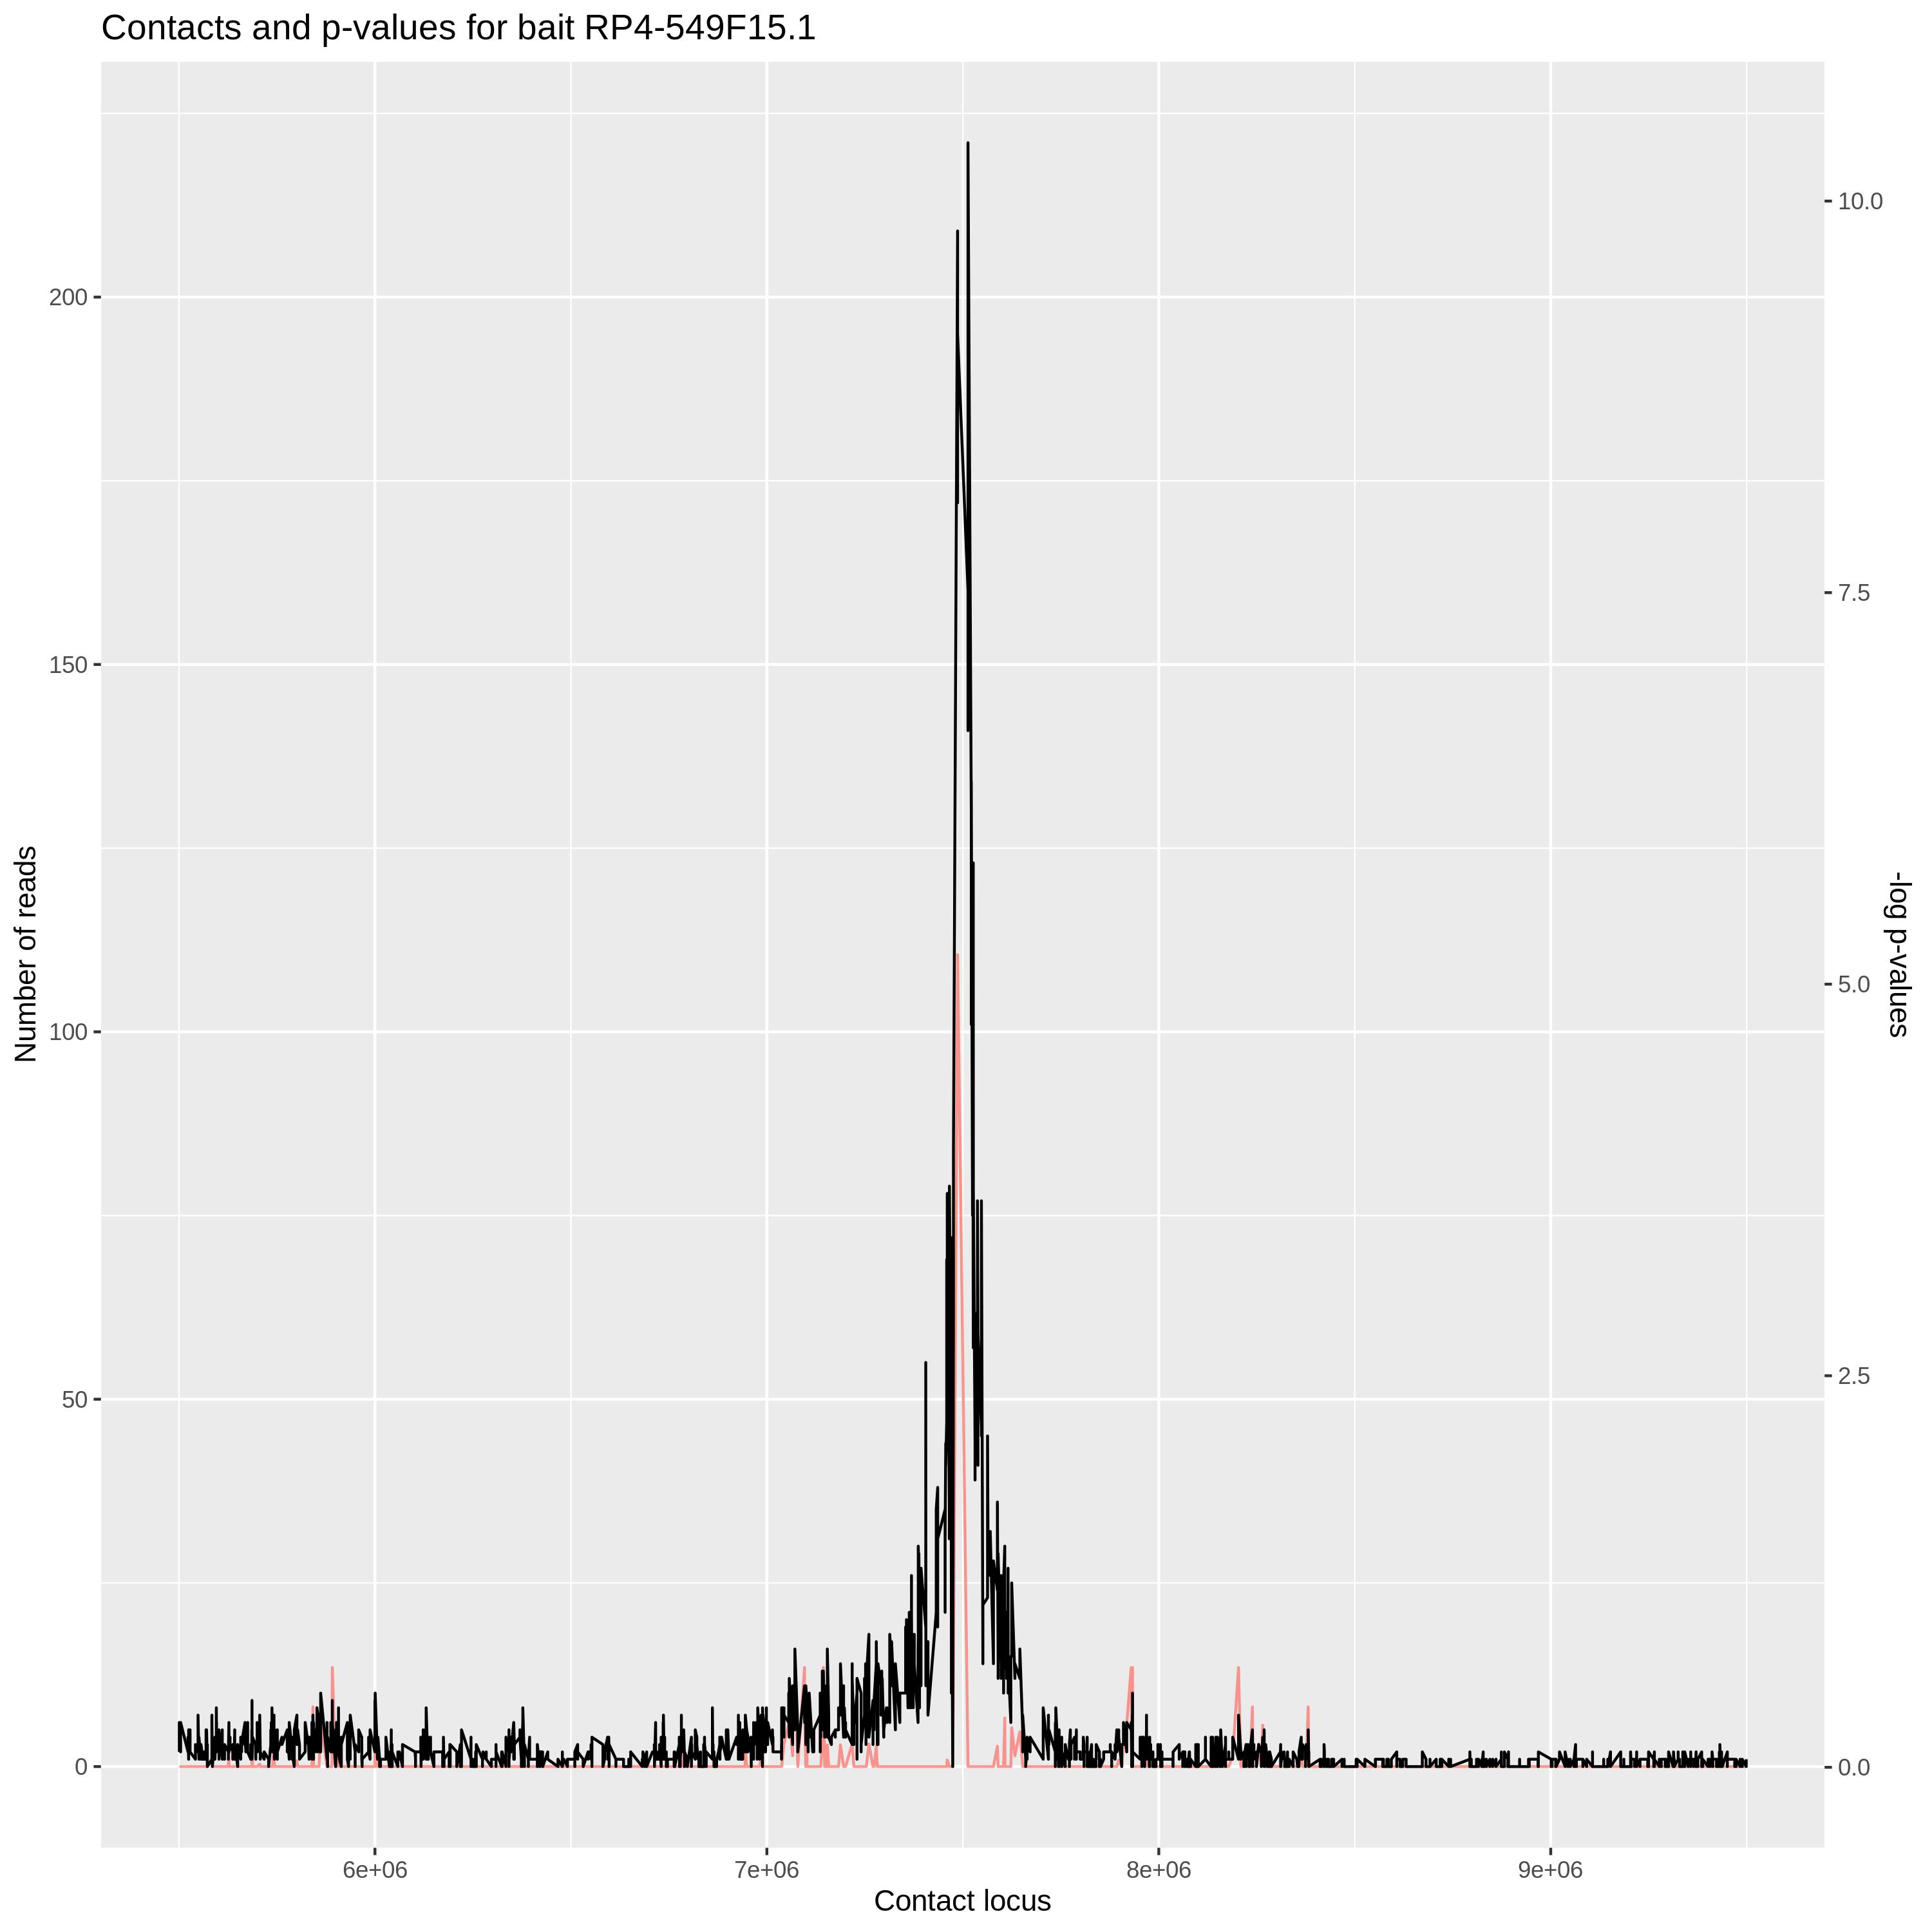 Contacts and p-values for bait RP4-549F15.1
200
150
100
50
0
Number of reads
10.0
7.5
5.0
2.5
0.0
-log p-values
6e+06
7e+06
8e+06
9e+06
Contact locus